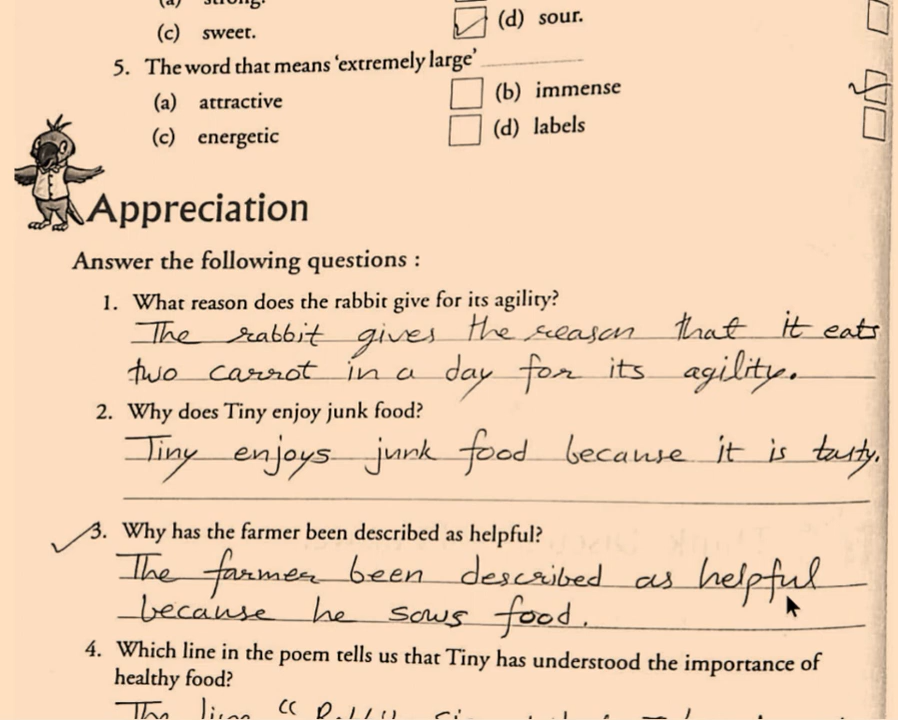 (a) strong.
(c) sweet.
(d) sour.
5. The word that means 'extremely large'
(a) attractive
(b) immense
(c) energetic
(d) labels
Appreciation
Answer the following questions :
1. What reason does the rabbit give for its agility?
The rabbit gives the reason that it eats
two carrot in a day for its agility.
2. Why does Tiny enjoy junk food?
Tiny enjoys junk food because it is tasty.
3. Why has the farmer been described as helpful?
The farmer been described as helpful
because he sows food.
4. Which line in the poem tells us that Tiny has understood the importance of
healthy food?
The line "